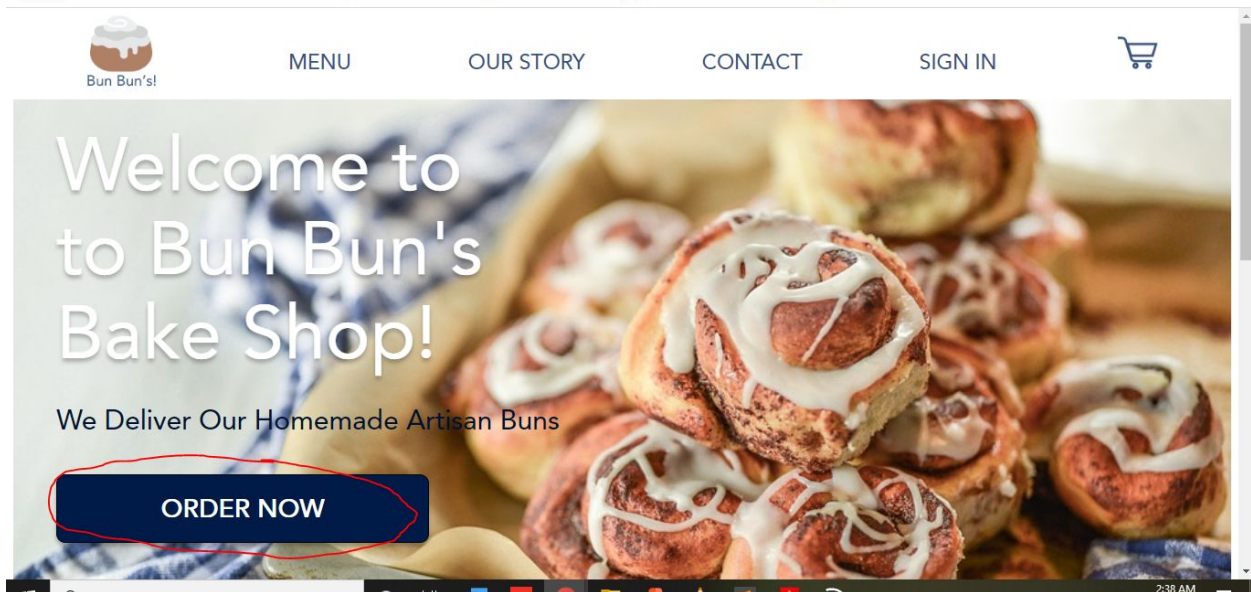 MENU
OUR STORY
CONTACT
SIGN IN
Bun Bun's!
Welcome to
to Bun Bun's
Bake Shop!
We Deliver Our Homemade Artisan Buns
ORDER NOW
2:38 AM